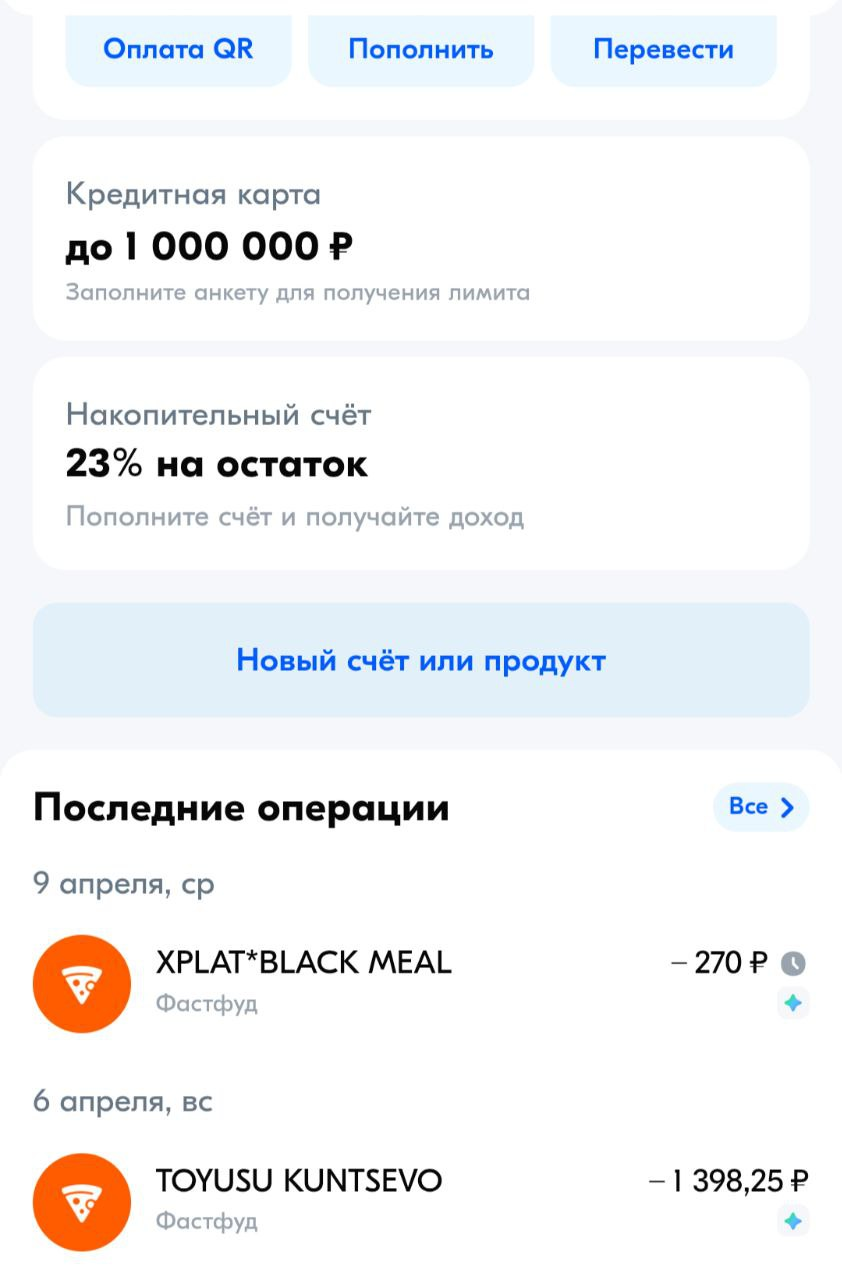 Оплата QR
Пополнить
Перевести
Кредитная карта
до 1 000 000 ₽
Заполните анкету для получения лимита
Накопительный счёт
23% на остаток
Пополните счёт и получайте доход
Новый счёт или продукт
Последние операции
Все
9 апреля, ср
XPLAT*BLACK MEAL
– 270 ₽
Фастфуд
6 апреля, вс
TOYUSU KUNTSEVO
– 1 398,25 ₽
Фастфуд